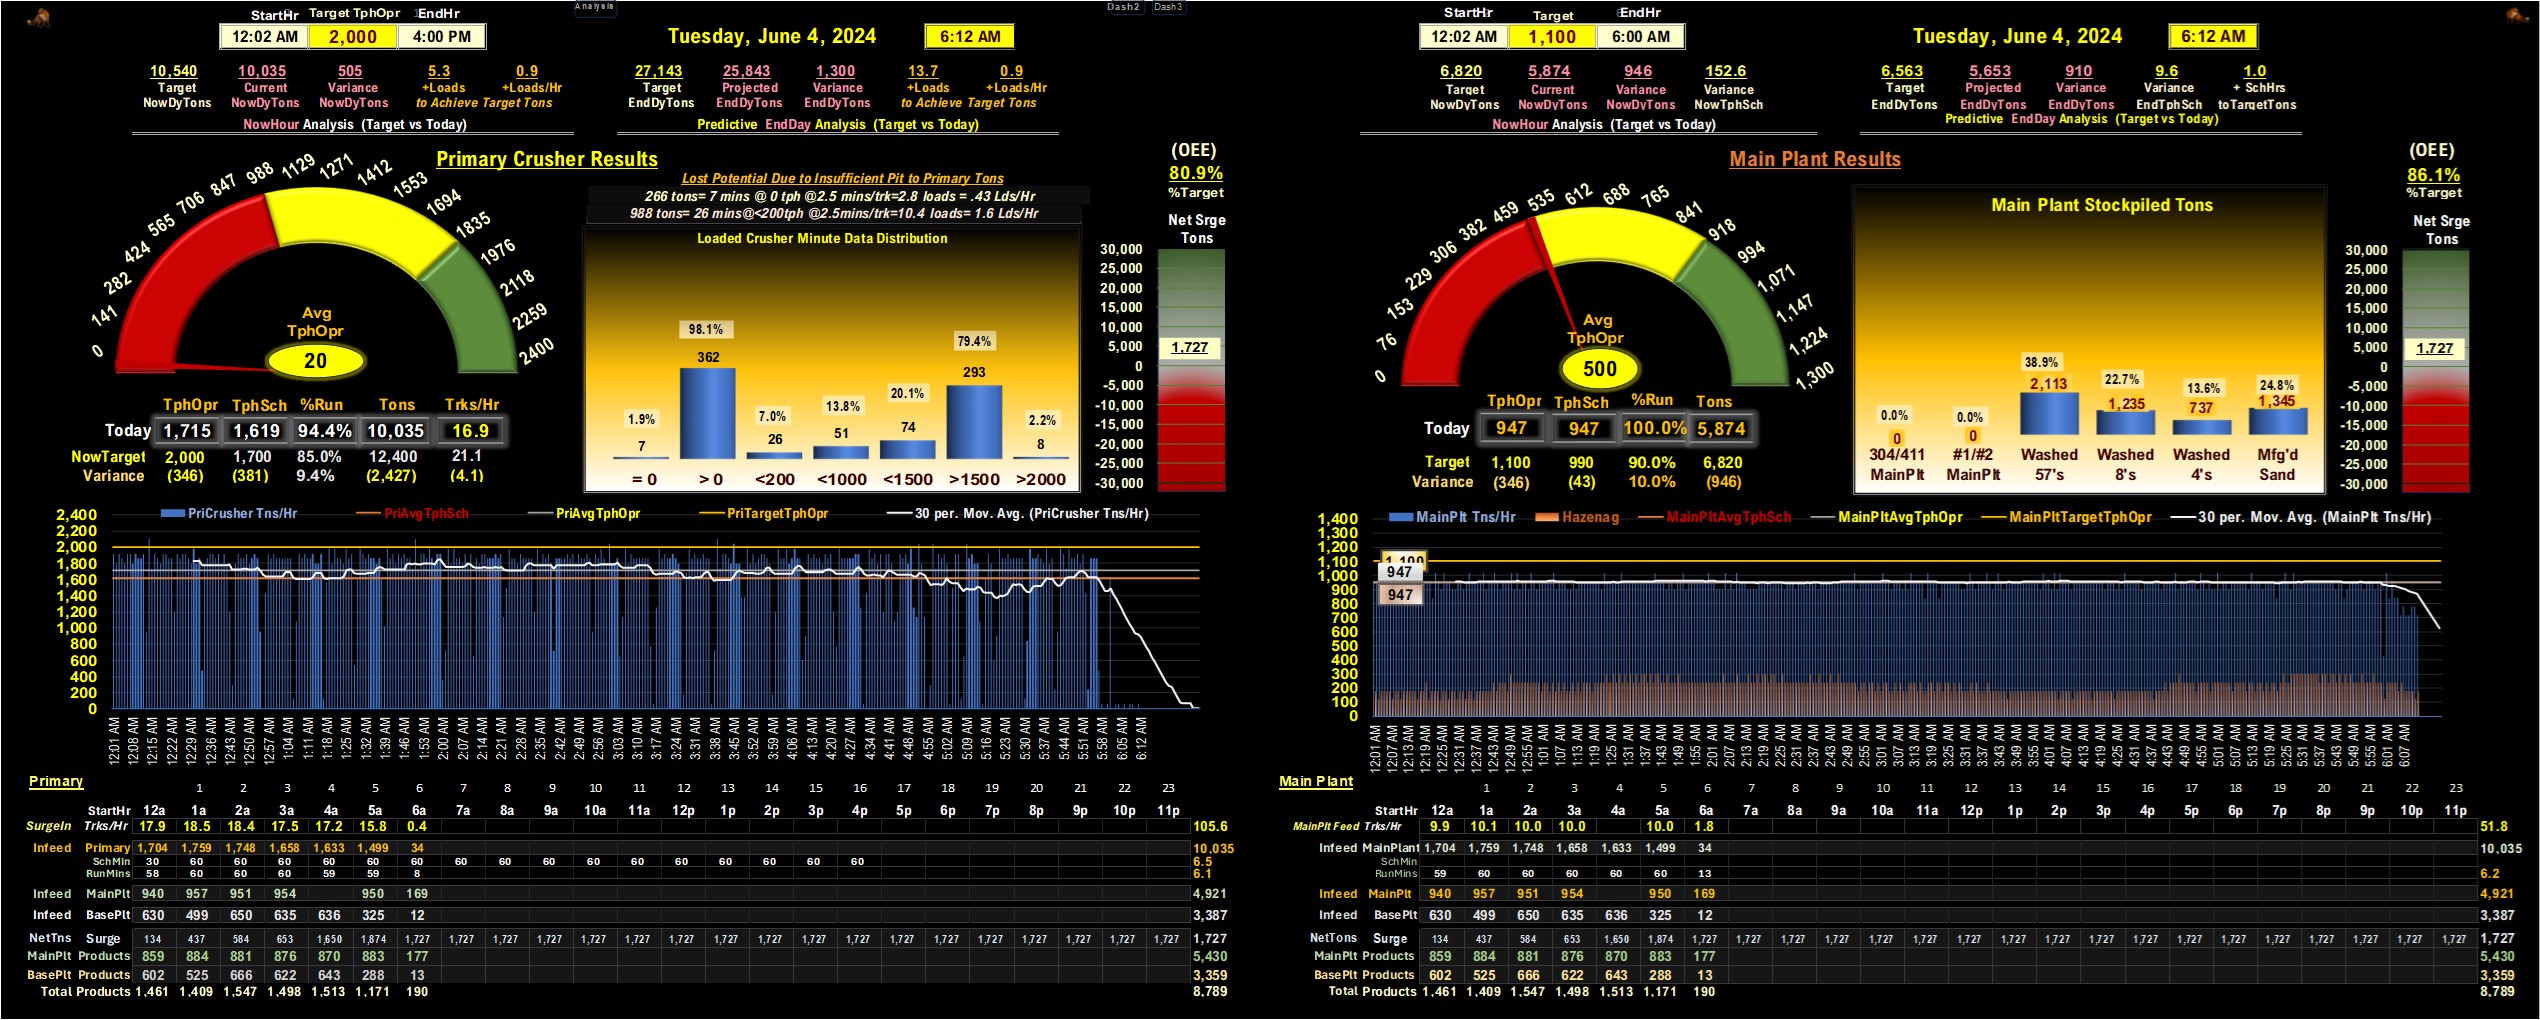 Analysis
Dash2 Dash3
StartHr Target TphOpr EndHr
12:02 AM 2,000 4:00 PM
Tuesday, June 4, 2024 6:12 AM
10,540 10,035 505 5.3 0.9
Target Current Variance +Loads +Loads/Hr
NowDyTons NowDyTons NowDyTons to Achieve Target Tons
NowHour Analysis (Target vs Today)
27,143 25,843 1,300 13.7 0.9
Target Projected Variance +Loads +Loads/Hr
EndDyTons EndDyTons EndDyTons to Achieve Target Tons
Predictive EndDay Analysis (Target vs Today)
Primary Crusher Results
(OEE)
80.9%
%Target
Lost Potential Due to Insufficient Pit to Primary Tons
266 tons= 7 mins @ 0 tph @2.5 mins/trk=2.8 loads = .43 Lds/Hr
988 tons= 26 mins@<200tph @2.5mins/trk=10.4 loads= 1.6 Lds/Hr
0 141 282 424 565 706 847 988 1129 1271 1412 1553 1694 1835 1976 2118 2259 2400
Avg
TphOpr
20
Loaded Crusher Minute Data Distribution
1.9% 98.1% 7.0% 13.8% 20.1% 79.4% 2.2%
7 362 26 51 74 293 8
= 0 > 0 <200 <1000 <1500 >1500 >2000
Net Srge
Tons
30,000
25,000
20,000
15,000
10,000
5,000
0
-5,000
-10,000
-15,000
-20,000
-25,000
-30,000
1,727
TphOpr TphSch %Run Tons Trks/Hr
Today 1,715 1,619 94.4% 10,035 16.9
NowTarget 2,000 1,700 85.0% 12,400 21.1
Variance (346) (381) 9.4% (2,427) (4.1)
PriCrusher Tns/Hr PriAvgTphSch PriAvgTphOpr PriTargetTphOpr 30 per. Mov. Avg. (PriCrusher Tns/Hr)
2,400
2,200
2,000
1,800
1,600
1,400
1,200
1,000
800
600
400
200
0
12:01 AM 12:08 AM 12:15 AM 12:22 AM 12:29 AM 12:36 AM 12:43 AM 12:50 AM 12:57 AM 1:04 AM 1:11 AM 1:18 AM 1:25 AM 1:32 AM 1:39 AM 1:46 AM 1:53 AM 2:00 AM 2:07 AM 2:14 AM 2:21 AM 2:28 AM 2:35 AM 2:42 AM 2:49 AM 2:56 AM 3:03 AM 3:10 AM 3:17 AM 3:24 AM 3:31 AM 3:38 AM 3:45 AM 3:52 AM 3:59 AM 4:06 AM 4:13 AM 4:20 AM 4:27 AM 4:34 AM 4:41 AM 4:48 AM 4:55 AM 5:02 AM 5:09 AM 5:16 AM 5:23 AM 5:30 AM 5:37 AM 5:44 AM 5:51 AM 5:58 AM 6:05 AM 6:12 AM
Primary
1 2 3 4 5 6 7 8 9 10 11 12 13 14 15 16 17 18 19 20 21 22 23
StartHr 12a 1a 2a 3a 4a 5a 6a 7a 8a 9a 10a 11a 12p 1p 2p 3p 4p 5p 6p 7p 8p 9p 10p 11p
SurgeIn Trks/Hr 17.9 18.5 18.4 17.5 17.2 15.8 0.4 105.6
Infeed Primary 1,704 1,759 1,748 1,658 1,633 1,499 34 10,035
SchMin 30 60 60 60 60 60 60 60 60 60 60 60 60 60 60 60 60 6.5
RunMins 58 60 60 60 59 59 8 6.1
Infeed MainPlt 940 957 951 954 950 169 4,921
Infeed BasePlt 630 499 650 635 636 325 12 3,387
NetTns Surge 134 437 584 653 1,650 1,874 1,727 1,727 1,727 1,727 1,727 1,727 1,727 1,727 1,727 1,727 1,727 1,727 1,727 1,727 1,727 1,727 1,727 1,727 1,727
MainPlt Products 859 884 881 876 870 883 177 5,430
BasePlt Products 602 525 666 622 643 288 13 3,359
Total Products 1,461 1,409 1,547 1,498 1,513 1,171 190 8,789
StartHr Target EndHr
12:02 AM 1,100 6:00 AM
Tuesday, June 4, 2024 6:12 AM
6,820 5,874 946 152.6
Target Current Variance Variance
NowDyTons NowDyTons NowDyTons NowTphSch
NowHour Analysis (Target vs Today)
6,563 5,653 910 9.6 1.0
Target Projected Variance Variance + SchHrs
EndDyTons EndDyTons EndDyTons EndTphSch toTargetTons
Predictive EndDay Analysis (Target vs Today)
Main Plant Results
(OEE)
86.1%
%Target
0 76 153 229 306 382 459 535 612 688 765 841 918 994 1,071 1,147 1,224 1,300
Avg
TphOpr
500
Main Plant Stockpiled Tons
0.0% 0.0% 38.9% 22.7% 13.6% 24.8%
0 0 2,113 1,235 737 1,345
304/411 #1/#2 Washed Washed Washed Mfg'd
MainPlt MainPlt 57's 8's 4's Sand
Net Srge
Tons
30,000
25,000
20,000
15,000
10,000
5,000
0
-5,000
-10,000
-15,000
-20,000
-25,000
-30,000
1,727
TphOpr TphSch %Run Tons
Today 947 947 100.0% 5,874
Target 1,100 990 90.0% 6,820
Variance (346) (43) 10.0% (946)
MainPlt Tns/Hr Hazenag MainPltAvgTphSch MainPltAvgTphOpr MainPltTargetTphOpr 30 per. Mov. Avg. (MainPlt Tns/Hr)
1,400
1,300
1,200
1,100
1,000
900
800
700
600
500
400
300
200
100
0
1,100
947
947
12:01 AM 12:07 AM 12:13 AM 12:19 AM 12:25 AM 12:31 AM 12:37 AM 12:43 AM 12:49 AM 12:55 AM 1:01 AM 1:07 AM 1:13 AM 1:19 AM 1:25 AM 1:31 AM 1:37 AM 1:43 AM 1:49 AM 1:55 AM 2:01 AM 2:07 AM 2:13 AM 2:19 AM 2:25 AM 2:31 AM 2:37 AM 2:43 AM 2:49 AM 2:55 AM 3:01 AM 3:07 AM 3:13 AM 3:19 AM 3:25 AM 3:31 AM 3:37 AM 3:43 AM 3:49 AM 3:55 AM 4:01 AM 4:07 AM 4:13 AM 4:19 AM 4:25 AM 4:31 AM 4:37 AM 4:43 AM 4:49 AM 4:55 AM 5:01 AM 5:07 AM 5:13 AM 5:19 AM 5:25 AM 5:31 AM 5:37 AM 5:43 AM 5:49 AM 5:55 AM 6:01 AM 6:07 AM
Main Plant
1 2 3 4 5 6 7 8 9 10 11 12 13 14 15 16 17 18 19 20 21 22 23
StartHr 12a 1a 2a 3a 4a 5a 6a 7a 8a 9a 10a 11a 12p 1p 2p 3p 4p 5p 6p 7p 8p 9p 10p 11p
MainPlt Feed Trks/Hr 9.9 10.1 10.0 10.0 10.0 1.8 51.8
Infeed MainPlant 1,704 1,759 1,748 1,658 1,633 1,499 34 10,035
SchMin
RunMins 59 60 60 60 60 60 13 6.2
Infeed MainPlt 940 957 951 954 950 169 4,921
Infeed BasePlt 630 499 650 635 636 325 12 3,387
NetTons Surge 134 437 584 653 1,650 1,874 1,727 1,727 1,727 1,727 1,727 1,727 1,727 1,727 1,727 1,727 1,727 1,727 1,727 1,727 1,727 1,727 1,727 1,727 1,727
MainPlt Products 859 884 881 876 870 883 177 5,430
BasePlt Products 602 525 666 622 643 288 13 3,359
Total Products 1,461 1,409 1,547 1,498 1,513 1,171 190 8,789